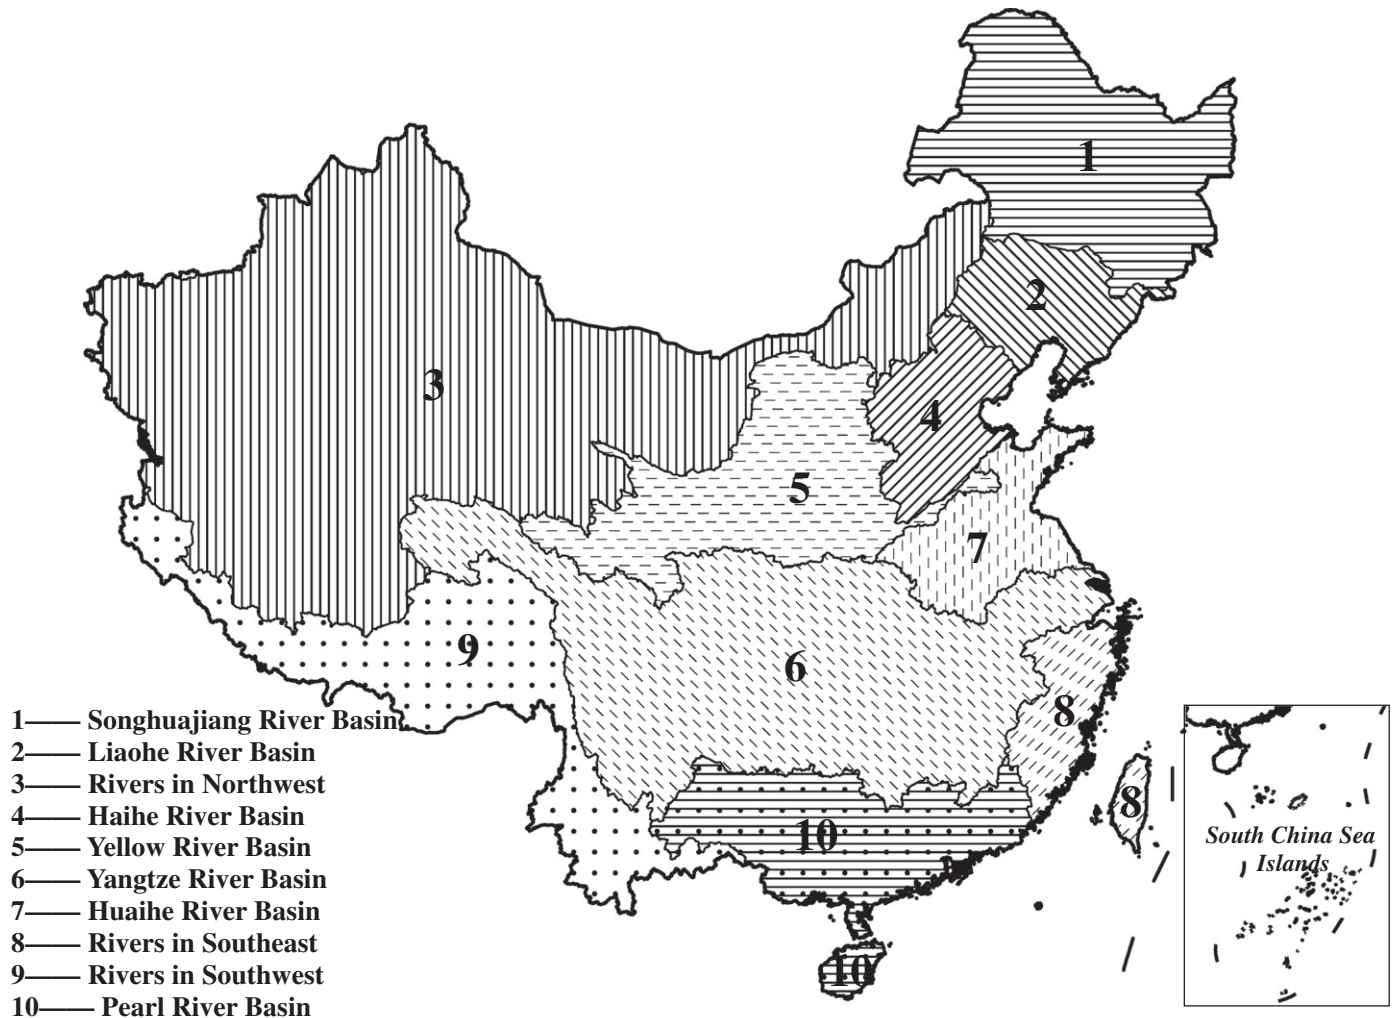 1
2
3
4
5
7
9
6
8
8
10
10
1—— Songhuajiang River Basin
2—— Liaohe River Basin
3—— Rivers in Northwest
4—— Haihe River Basin
5—— Yellow River Basin
6—— Yangtze River Basin
7—— Huaihe River Basin
8—— Rivers in Southeast
9—— Rivers in Southwest
10—— Pearl River Basin
South China Sea
Islands